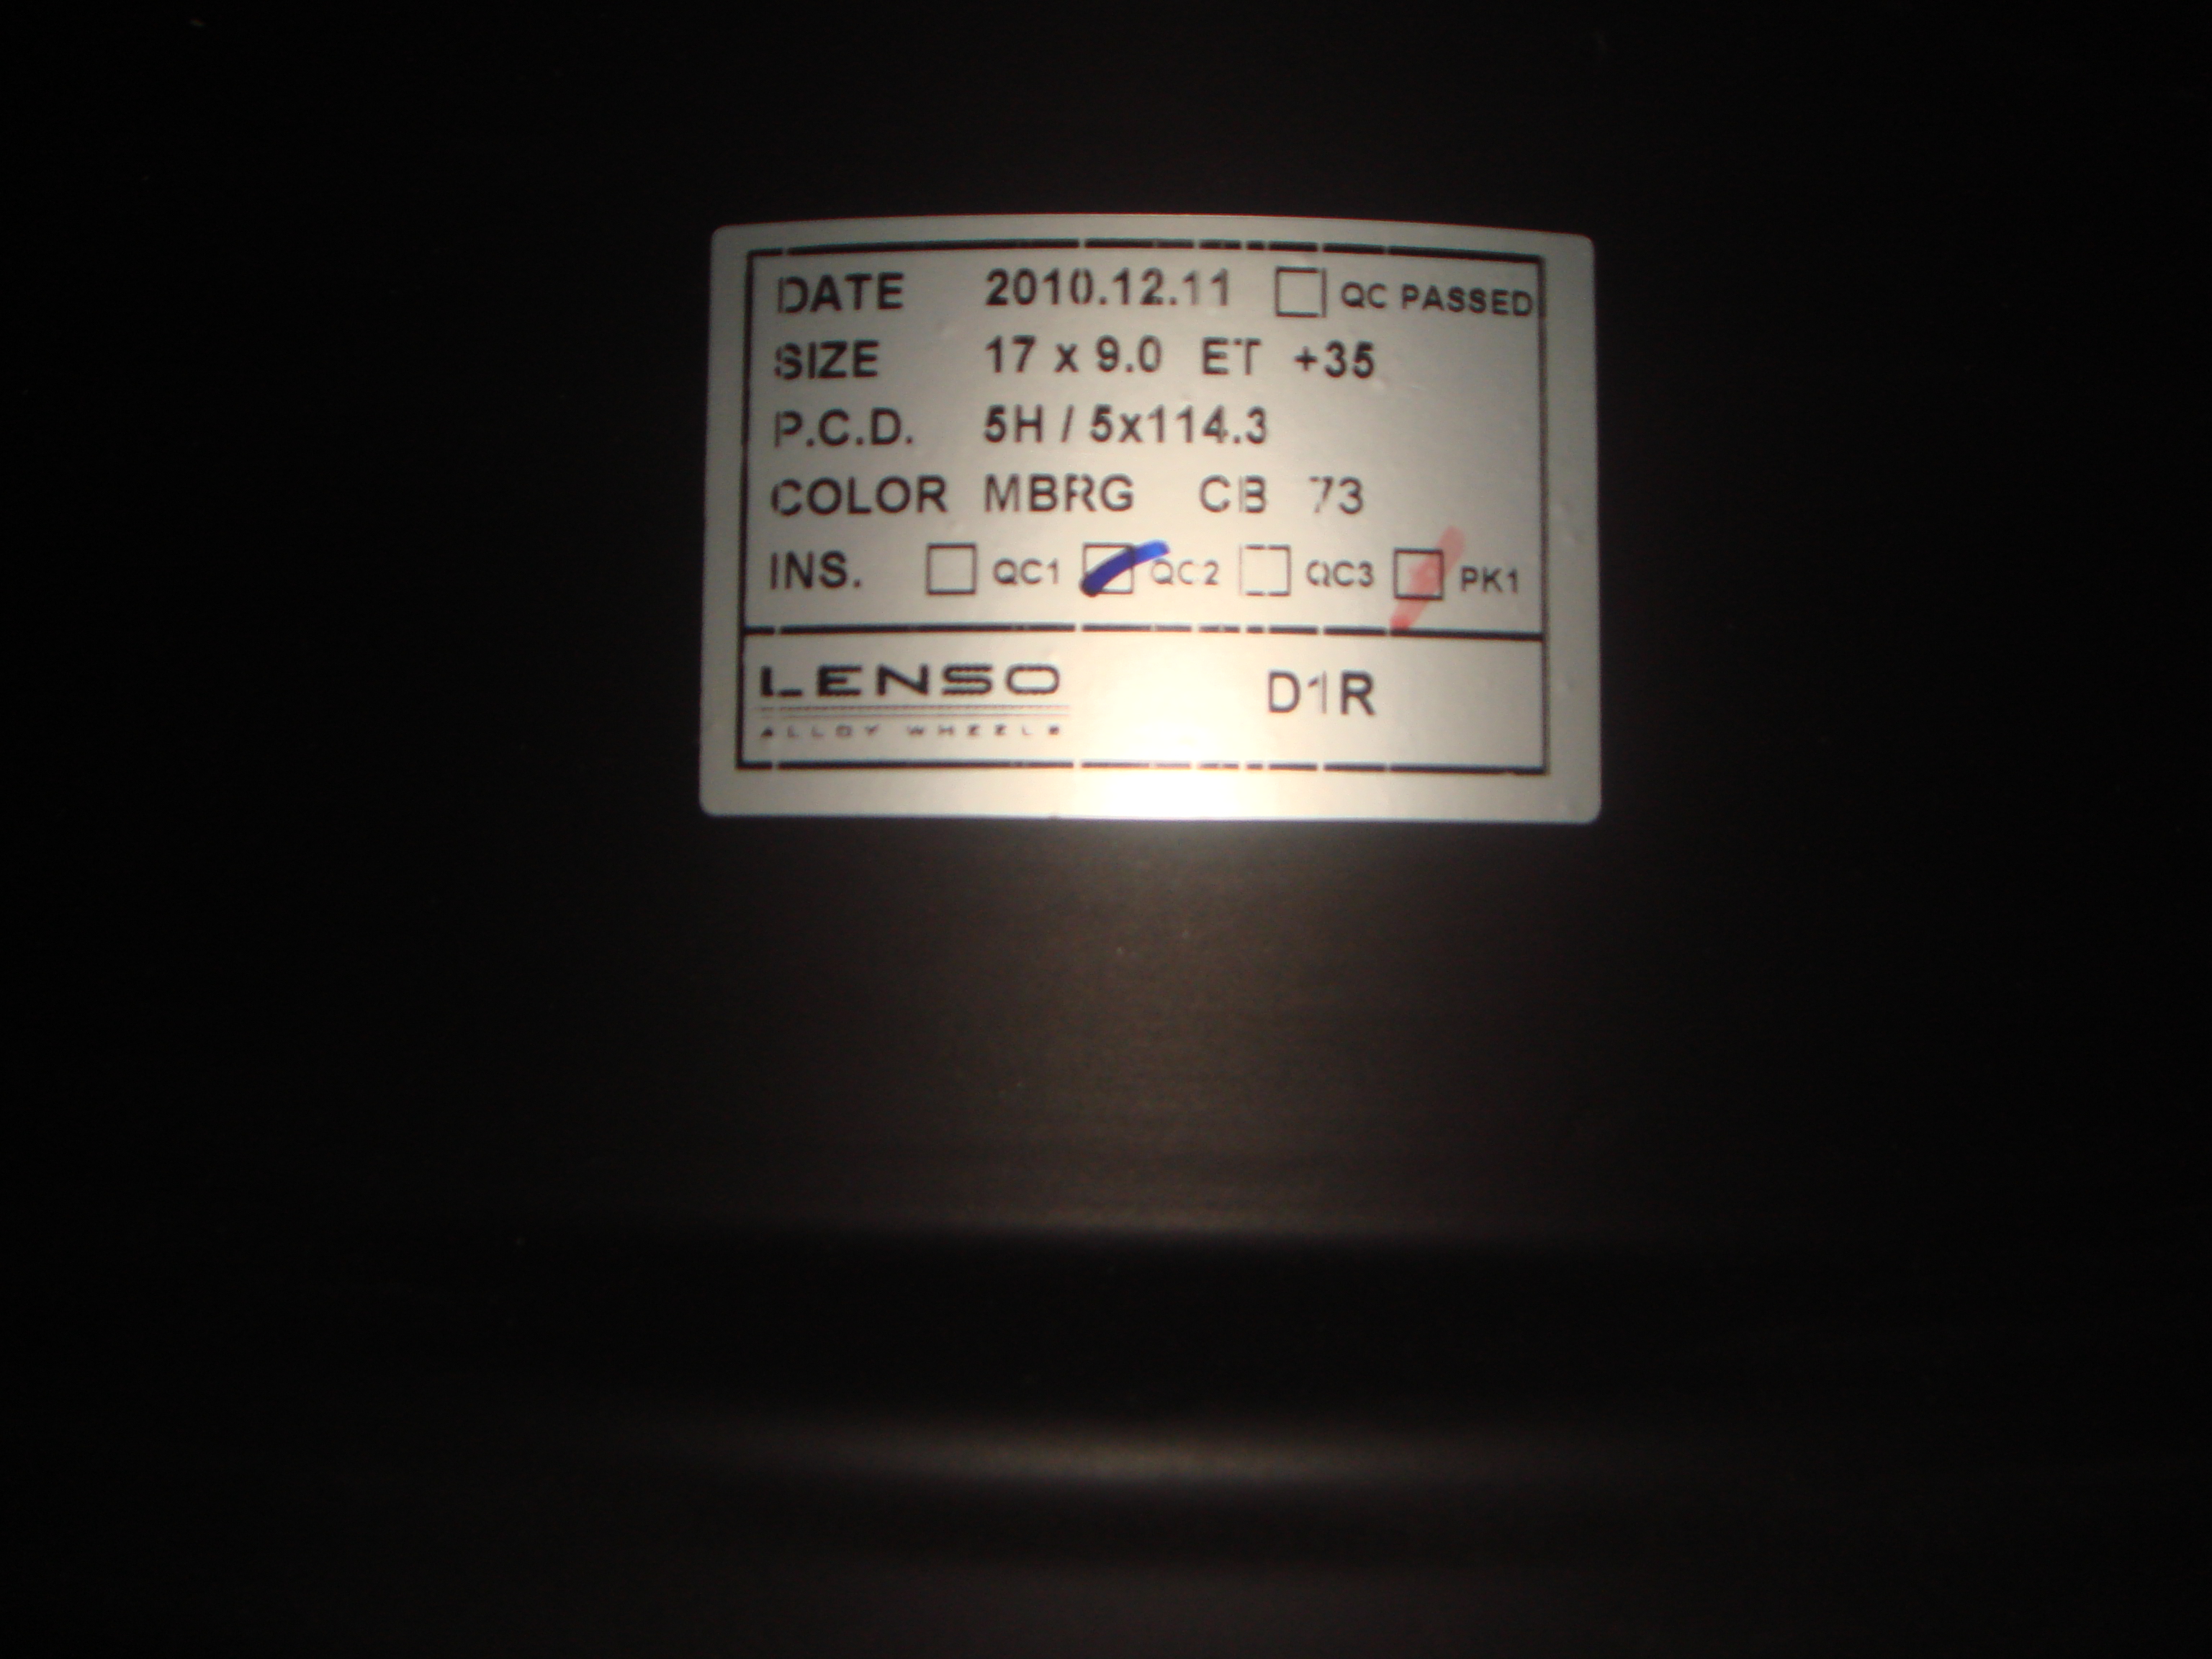 DATE 2010.12.11 QC PASSED
SIZE 17 x 9.0 ET +35
P.C.D. 5H / 5x114.3
COLOR MBRG CB 73
INS. QC1 QC2 QC3 PK1
LENSO D1R
ALLOY WHEELS